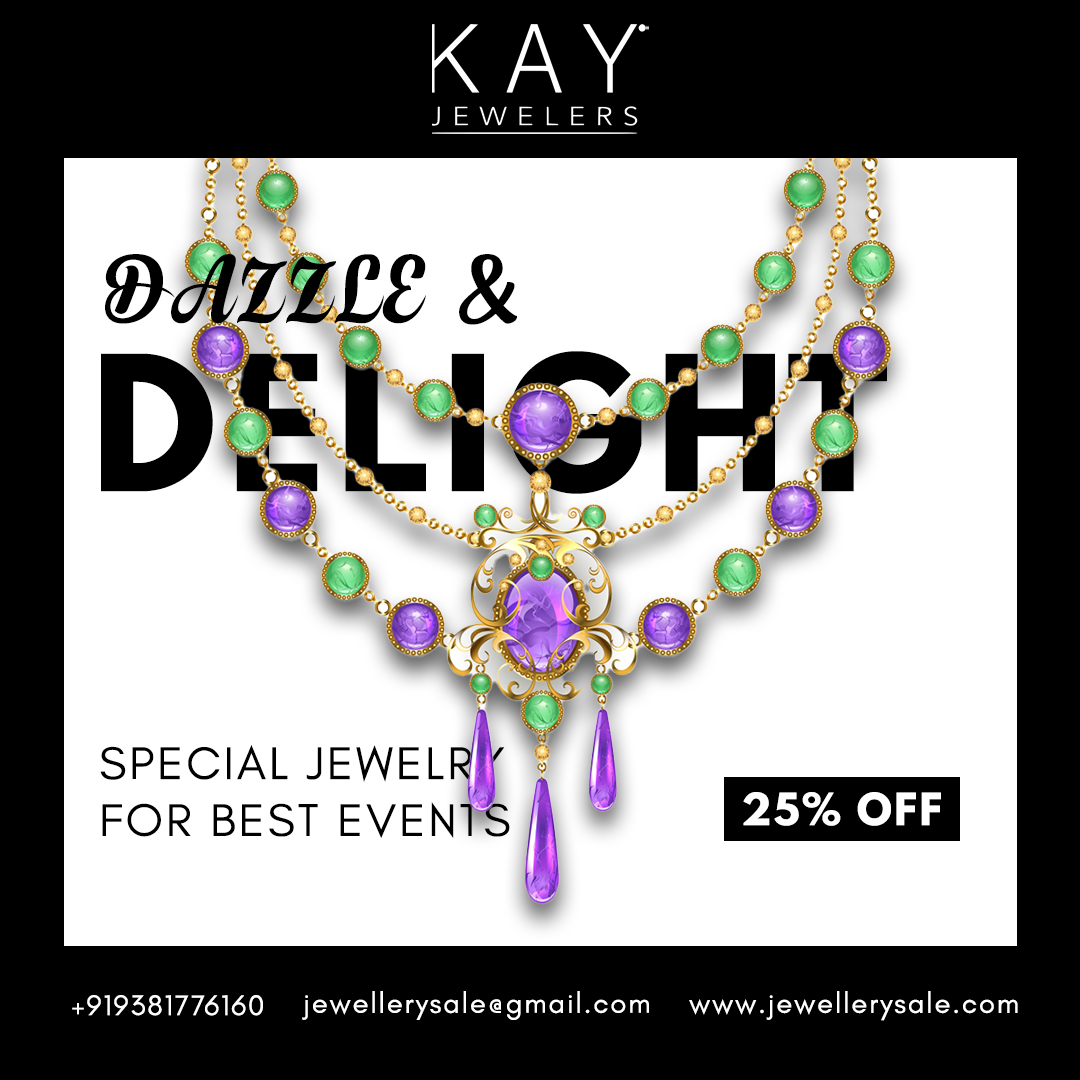 KAY
JEWELERS
DAZZLE &
DELIGHT
SPECIAL JEWELRY
FOR BEST EVENTS
25% OFF
+919381776160 jewellerysale@gmail.com www.jewellerysale.com